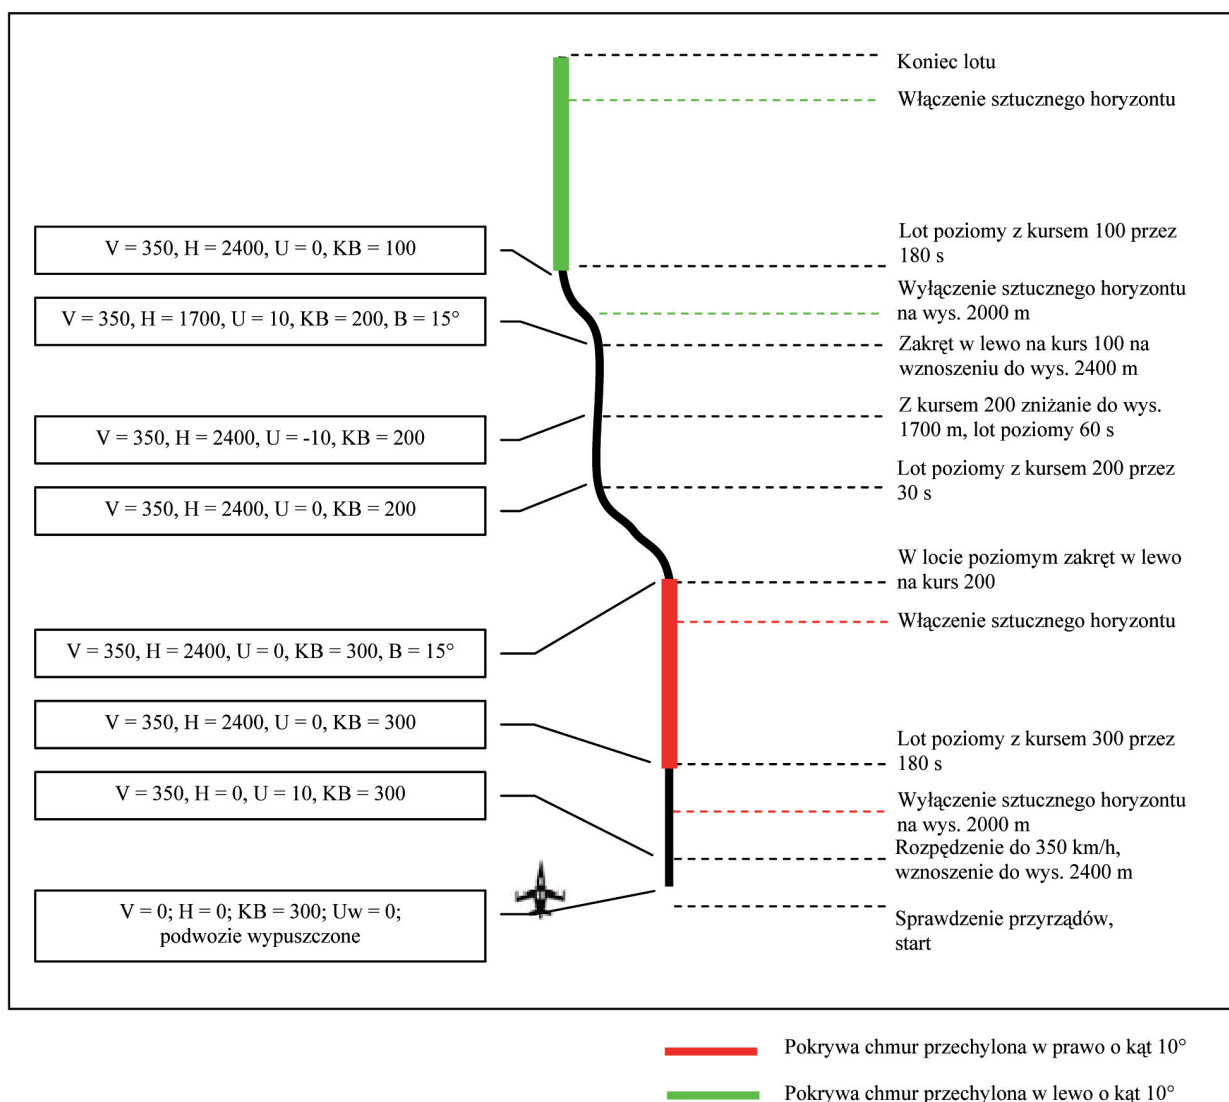 Koniec lotu
Włączenie sztucznego horyzontu
V = 350, H = 2400, U = 0, KB = 100
Lot poziomy z kursem 100 przez
180 s
V = 350, H = 1700, U = 10, KB = 200, B = 15°
Wyłączenie sztucznego horyzontu
na wys. 2000 m
Zakręt w lewo na kurs 100 na
wznoszeniu do wys. 2400 m
V = 350, H = 2400, U = -10, KB = 200
Z kursem 200 zniżanie do wys.
1700 m, lot poziomy 60 s
V = 350, H = 2400, U = 0, KB = 200
Lot poziomy z kursem 200 przez
30 s
W locie poziomym zakręt w lewo
na kurs 200
Włączenie sztucznego horyzontu
V = 350, H = 2400, U = 0, KB = 300, B = 15°
V = 350, H = 2400, U = 0, KB = 300
Lot poziomy z kursem 300 przez
180 s
V = 350, H = 0, U = 10, KB = 300
Wyłączenie sztucznego horyzontu
na wys. 2000 m
Rozpędzenie do 350 km/h,
wznoszenie do wys. 2400 m
V = 0; H = 0; KB = 300; Uw = 0;
podwozie wypuszczone
Sprawdzenie przyrządów,
start
Pokrywa chmur przechylona w prawo o kąt 10°
Pokrywa chmur przechylona w lewo o kąt 10°